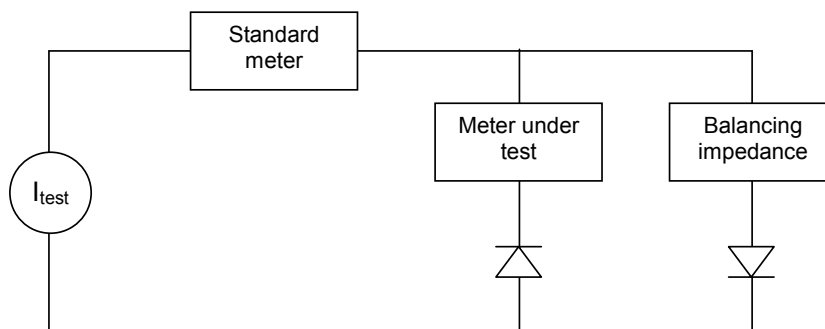 Standard
meter
Meter under
test
Balancing
impedance
Itest